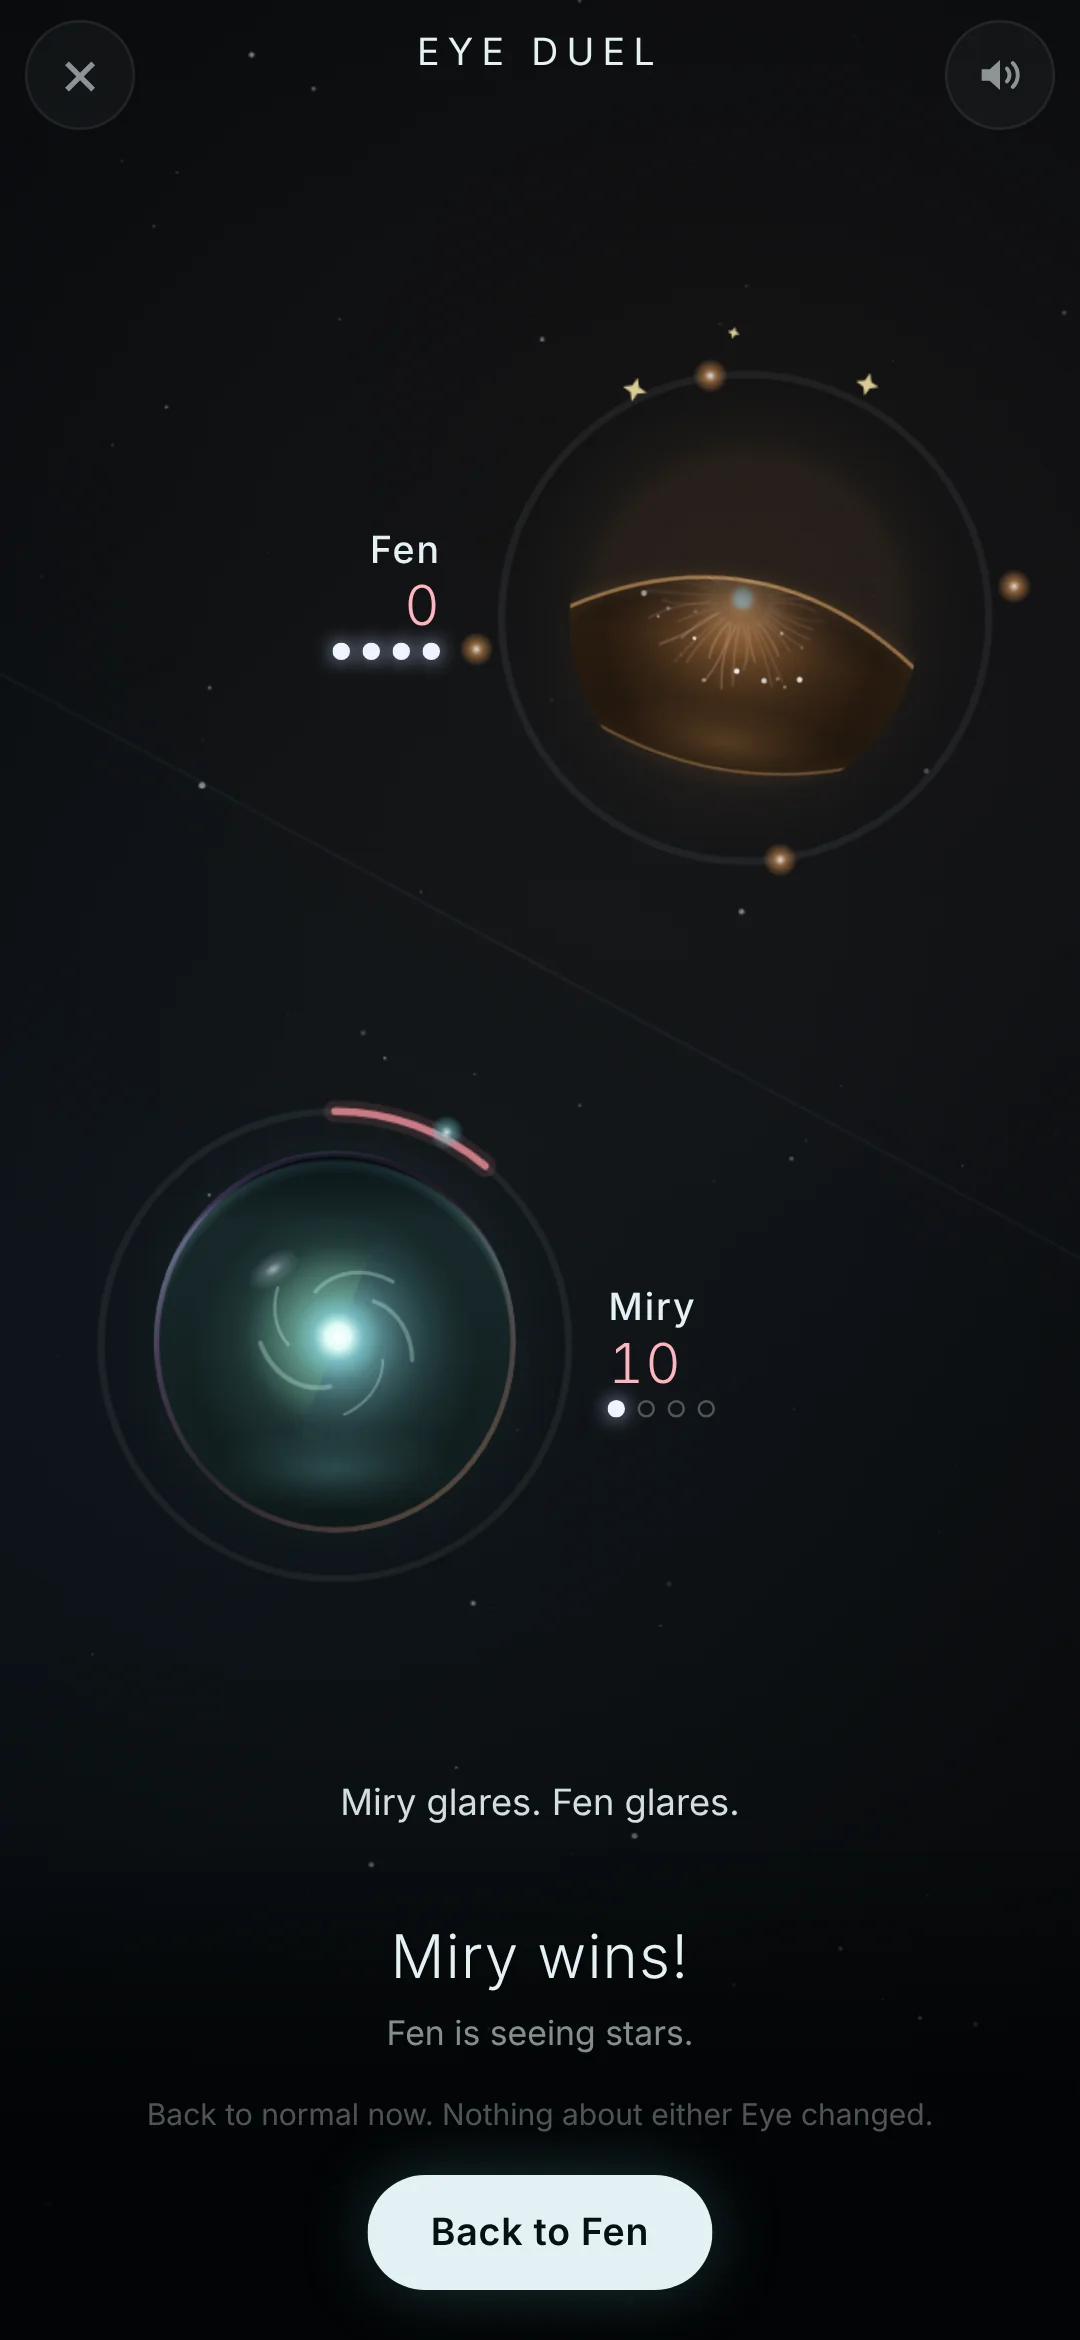 EYE DUEL
Fen
0
Miry
10
Miry glares. Fen glares.
Miry wins!
Fen is seeing stars.
Back to normal now. Nothing about either Eye changed.
Back to Fen